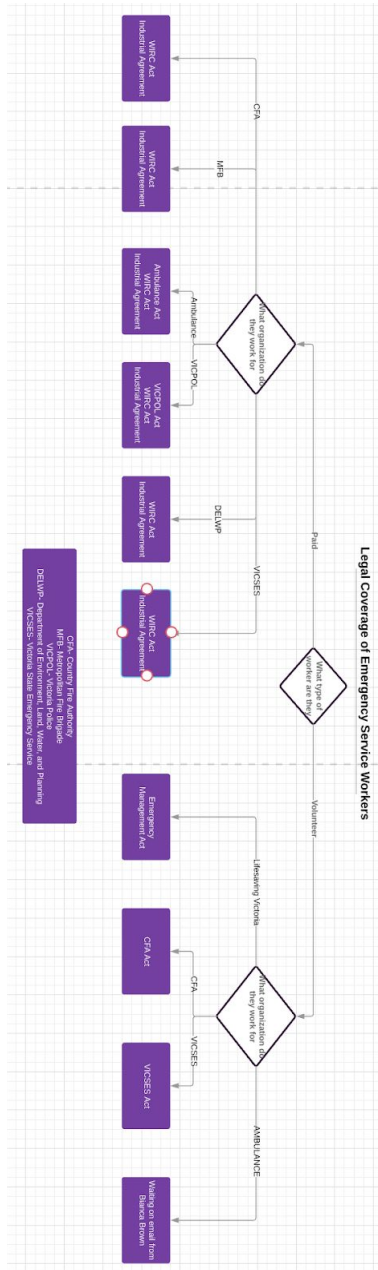 Legal Coverage of Emergency Service Workers
What type of
worker are they
Paid
Volunteer
What organization do
they work for
CFA
MFB
Ambulance
VICPOL
DELWP
VICSES
WIRC Act
Industrial Agreement
WIRC Act
Industrial Agreement
Ambulance Act
WIRC Act
Industrial Agreement
VICPOL Act
WIRC Act
Industrial Agreement
WIRC Act
Industrial Agreement
WIRC Act
Industrial Agreement
What organization do
they work for
Lifesaving Victoria
CFA
VICSES
AMBULANCE
Emergency
Management Act
CFA Act
VICSES Act
Waiting on email from
Bianca Brown
CFA- Country Fire Authority
MFB- Metropolitan Fire Brigade
VICPOL- Victoria Police
DELWP- Department of Environment, Land, Water, and Planning
VICSES- Victoria State Emergency Service